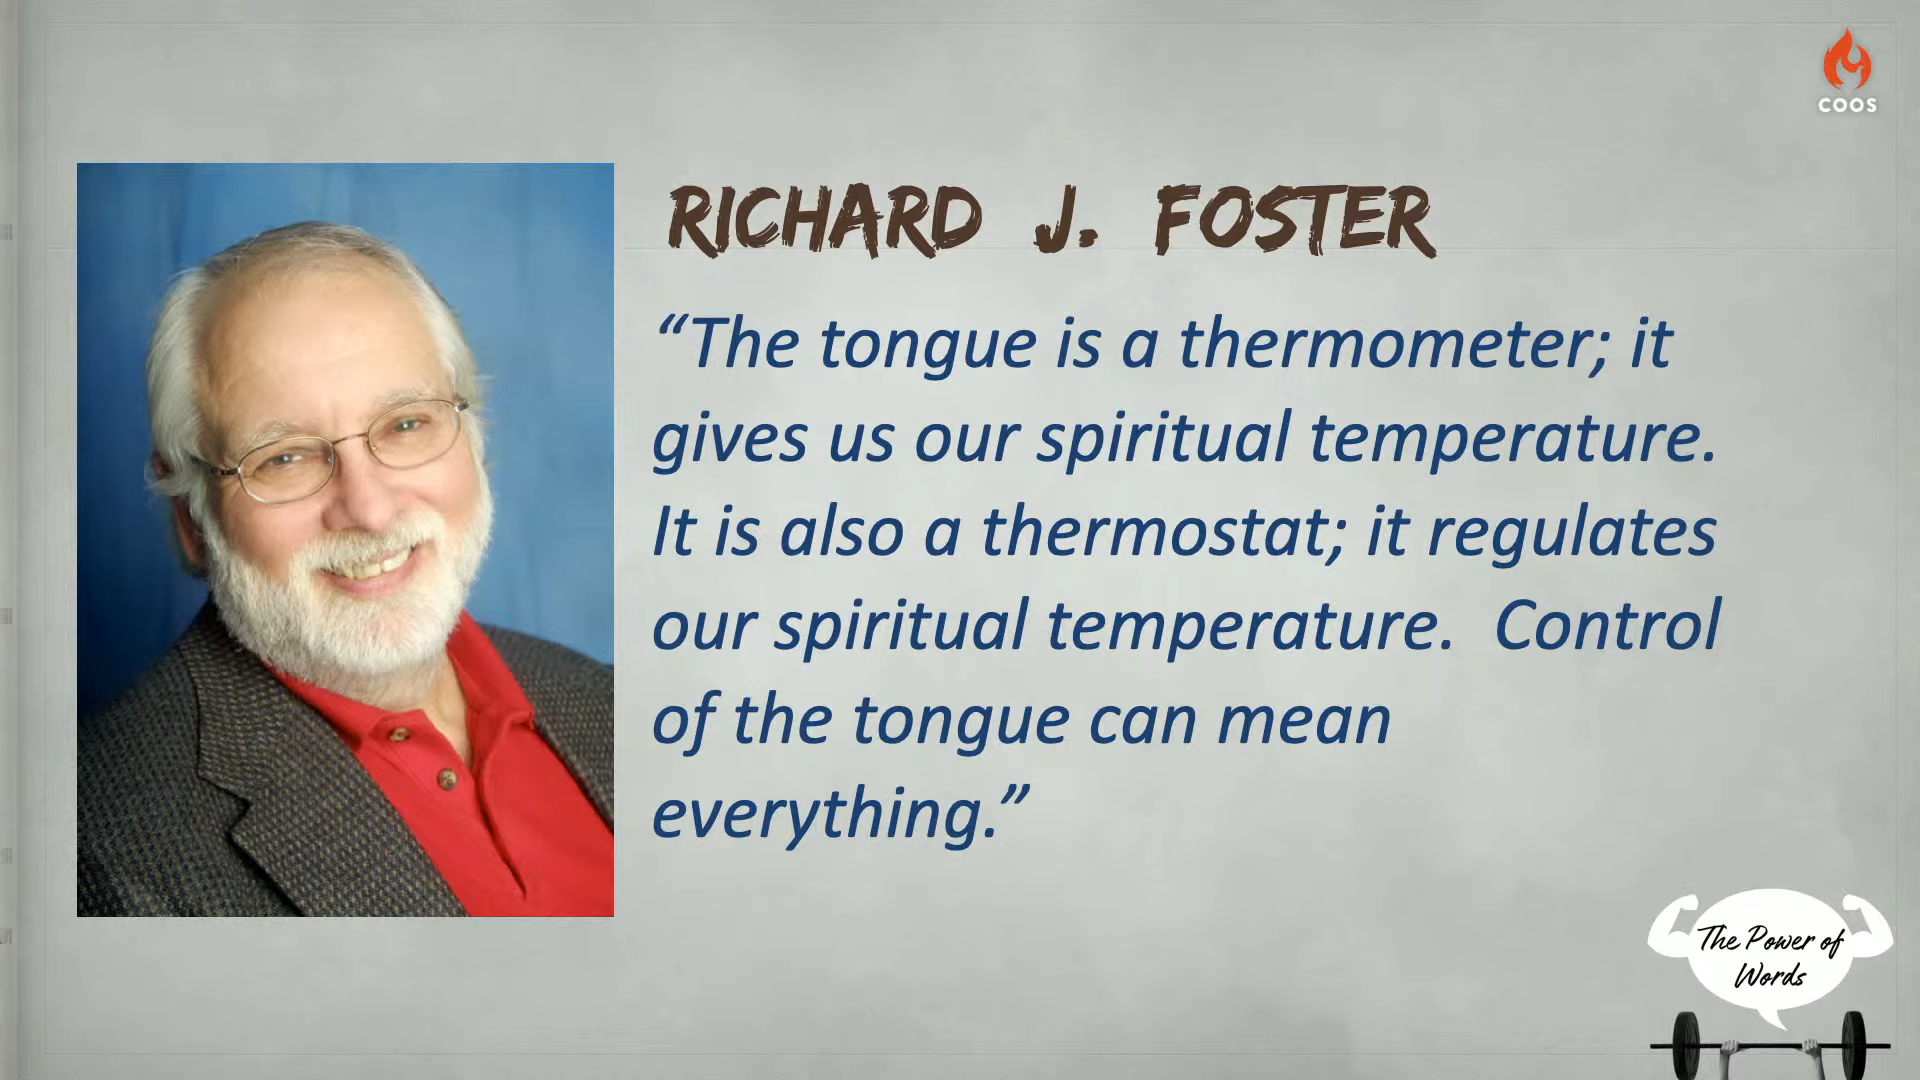 COOS
RICHARD J. FOSTER
“The tongue is a thermometer; it
gives us our spiritual temperature.
It is also a thermostat; it regulates
our spiritual temperature.  Control
of the tongue can mean
everything.”
The Power of
Words